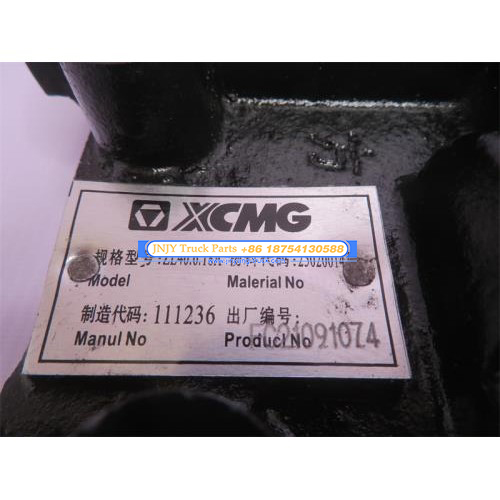 XCMG
JNJY Truck Parts +86 18754130588
规格型号:
Model Malerial No
制造代码: 111236 出厂编号:
Manul No Producl No